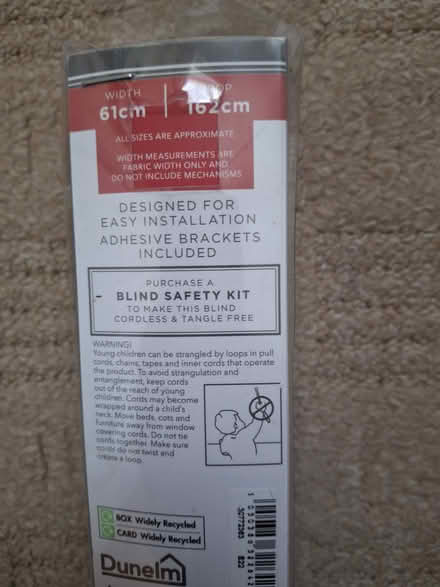 WIDTH
61cm | 162cm
ALL SIZES ARE APPROXIMATE
WIDTH MEASUREMENTS ARE
FABRIC WIDTH ONLY AND
DO NOT INCLUDE MECHANISMS
DESIGNED FOR
EASY INSTALLATION
ADHESIVE BRACKETS
INCLUDED
PURCHASE A
BLIND SAFETY KIT
TO MAKE THIS BLIND
CORDLESS & TANGLE FREE
WARNING!
Young children can be strangled by loops in pull
cords, chains, tapes and inner cords that operate
the product. To avoid strangulation and
entanglement, keep cords
out of the reach of young
children. Cords may become
wrapped around a child's
neck. Move beds, cots and
furniture away from window
covering cords. Do not tie
cords together. Make sure
cords do not twist and
create a loop.
BOX Widely Recycled
CARD Widely Recycled
Dunelm